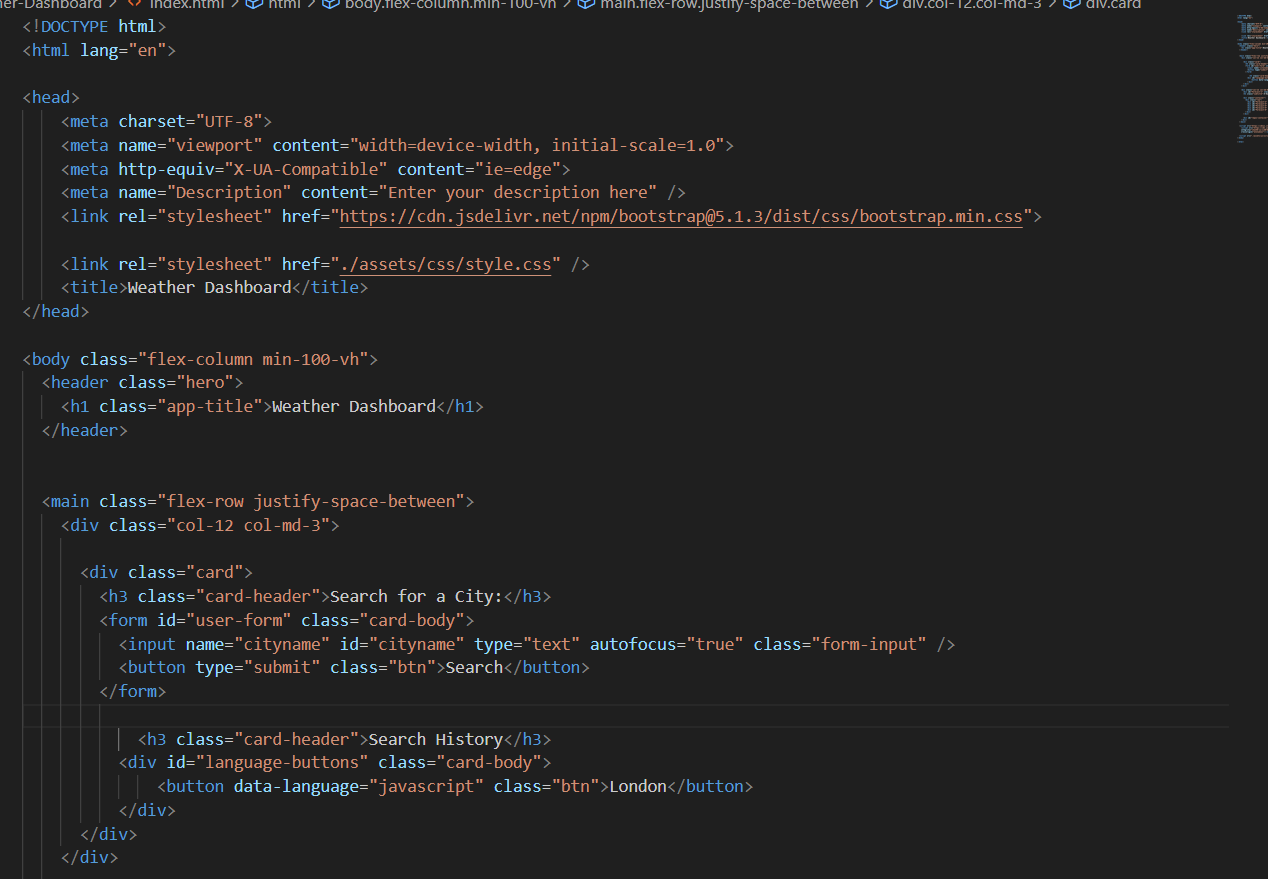 her-Dashboard > <> index.html > html > body.flex-column.min-100-vh > main.flex-row.justify-space-between > div.col-12.col-md-3 > div.card
<!DOCTYPE html>
<html lang="en">
<head>
<meta charset="UTF-8">
<meta name="viewport" content="width=device-width, initial-scale=1.0">
<meta http-equiv="X-UA-Compatible" content="ie=edge">
<meta name="Description" content="Enter your description here" />
<link rel="stylesheet" href="https://cdn.jsdelivr.net/npm/bootstrap@5.1.3/dist/css/bootstrap.min.css">
<link rel="stylesheet" href="./assets/css/style.css" />
<title>Weather Dashboard</title>
</head>
<body class="flex-column min-100-vh">
<header class="hero">
<h1 class="app-title">Weather Dashboard</h1>
</header>
<main class="flex-row justify-space-between">
<div class="col-12 col-md-3">
<div class="card">
<h3 class="card-header">Search for a City:</h3>
<form id="user-form" class="card-body">
<input name="cityname" id="cityname" type="text" autofocus="true" class="form-input" />
<button type="submit" class="btn">Search</button>
</form>
<h3 class="card-header">Search History</h3>
<div id="language-buttons" class="card-body">
<button data-language="javascript" class="btn">London</button>
</div>
</div>
</div>